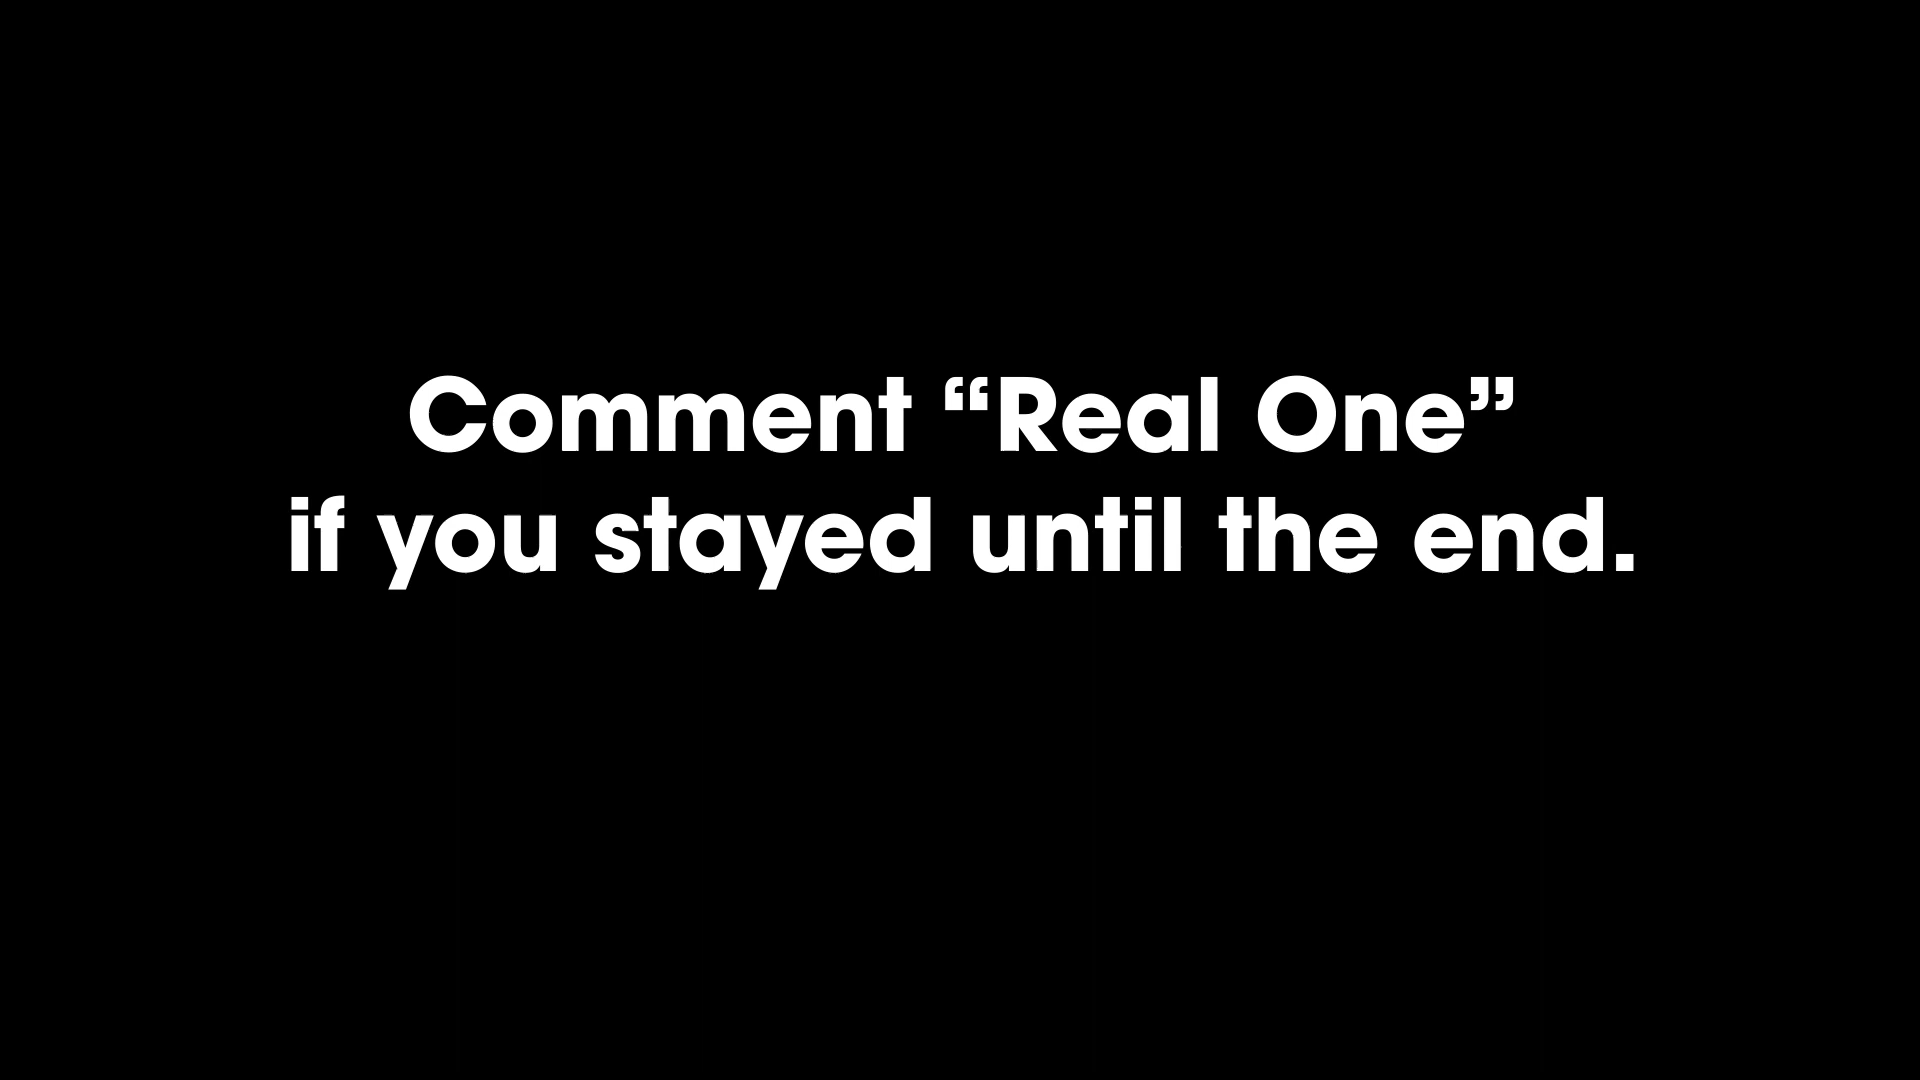 Comment “Real One”
if you stayed until the end.